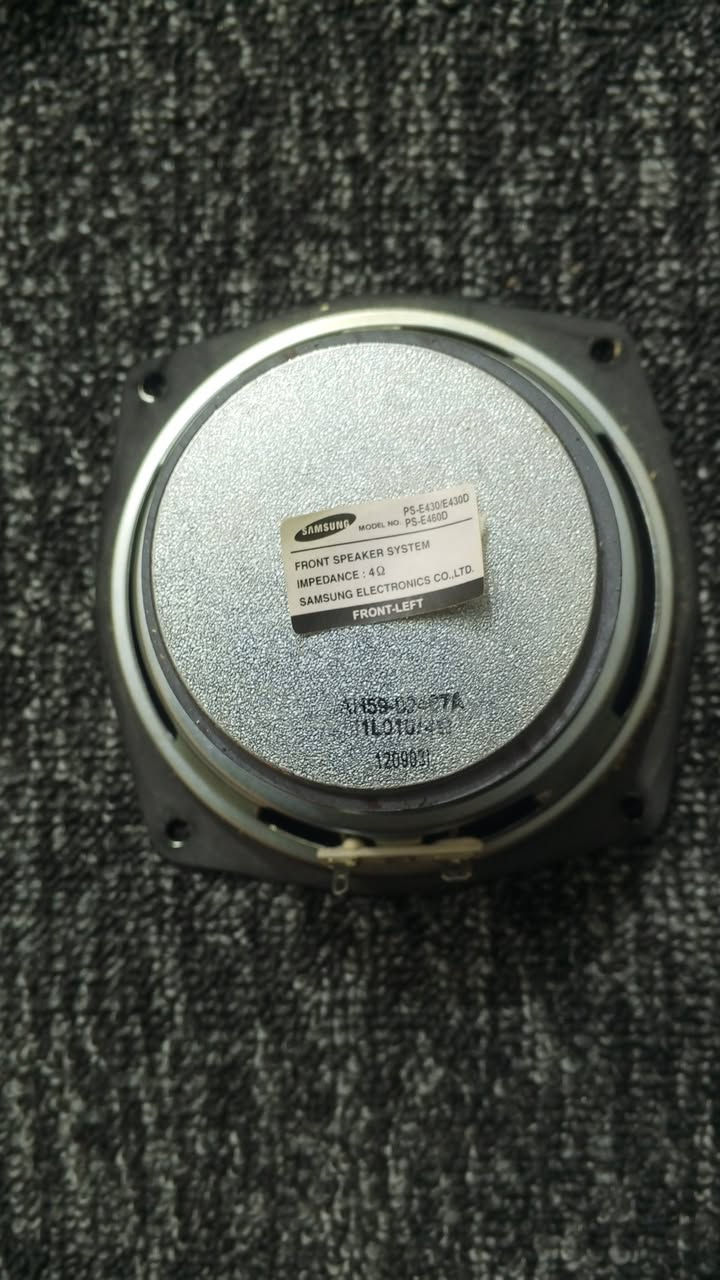 SAMSUNG MODEL NO. PS-E430/E430D
PS-E460D
FRONT SPEAKER SYSTEM
IMPEDANCE : 4Ω
SAMSUNG ELECTRONICS CO.,LTD.
FRONT-LEFT